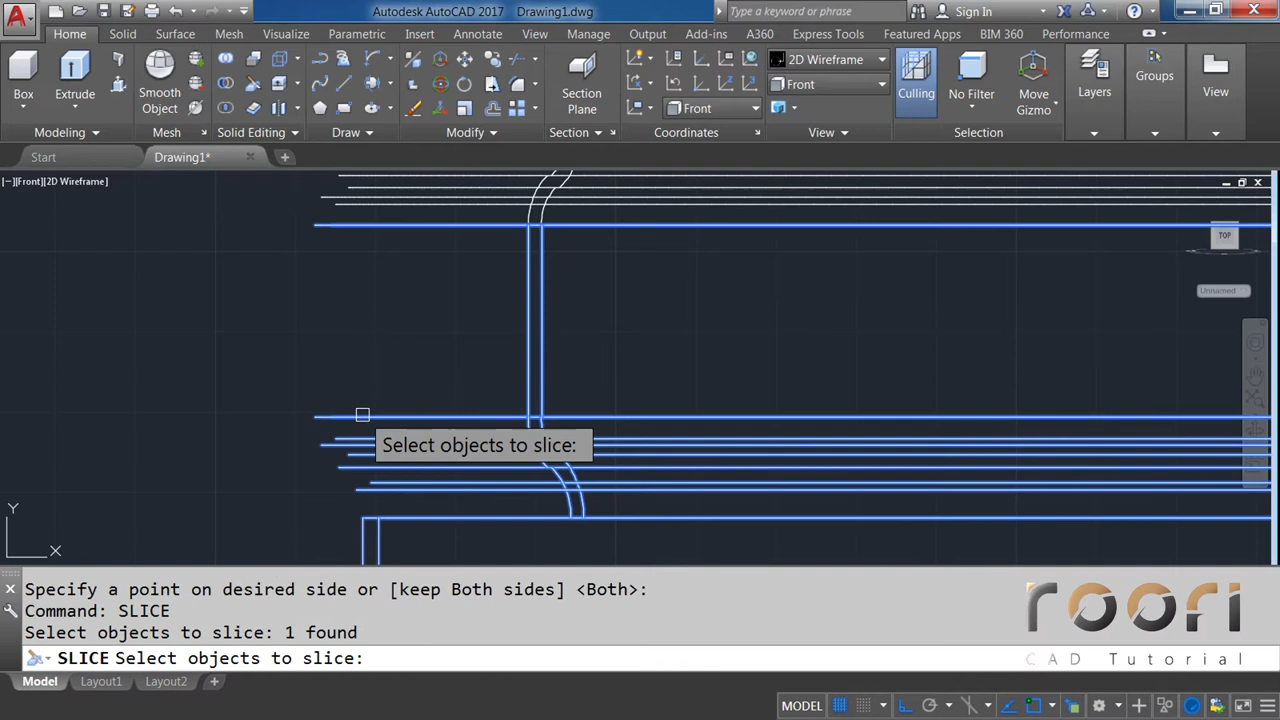 Autodesk AutoCAD 2017 Drawing1.dwg
Type a keyword or phrase
Sign In
Home Solid Surface Mesh Visualize Parametric Insert Annotate View Manage Output Add-ins A360 Express Tools Featured Apps BIM 360 Performance
Box
Extrude
Smooth
Object
Section
Plane
Front
2D Wireframe
Front
Culling
No Filter
Move
Gizmo
Layers
Groups
View
Modeling Mesh Solid Editing Draw Modify Section Coordinates View Selection
Start Drawing1*
[−][Front][2D Wireframe]
TOP
Unnamed
Select objects to slice:
Y
X
Specify a point on desired side or [keep Both sides] <Both>:
Command: SLICE
Select objects to slice: 1 found
SLICE Select objects to slice:
roofi
CAD Tutorial
Model Layout1 Layout2 +
MODEL